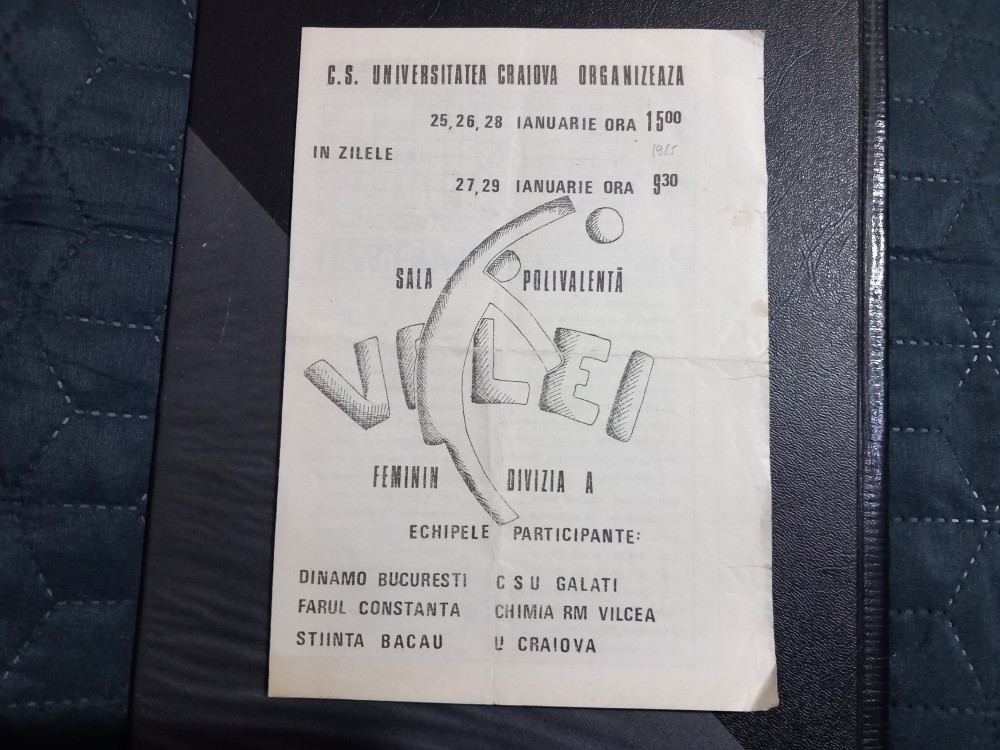 C.S. UNIVERSITATEA CRAIOVA ORGANIZEAZA
25,26,28 IANUARIE ORA 15⁰⁰
IN ZILELE
1985
27,29 IANUARIE ORA 9³⁰
SALA POLIVALENTĂ
VOLEI
FEMININ DIVIZIA A
ECHIPELE PARTICIPANTE:
DINAMO BUCURESTI C S U GALATI
FARUL CONSTANTA CHIMIA RM VILCEA
STIINTA BACAU U CRAIOVA